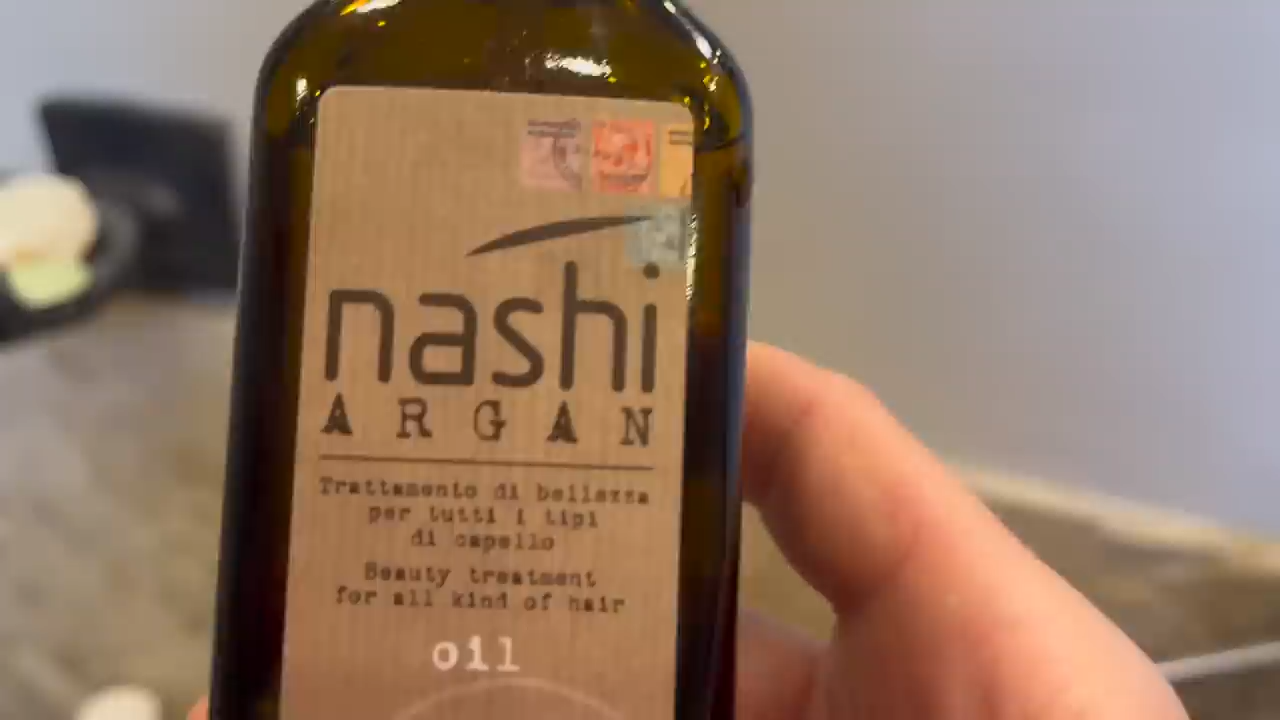 nashi
ARGAN
Trattamento di bellezza
per tutti i tipi
di capello
Beauty treatment
for all kind of hair
oil